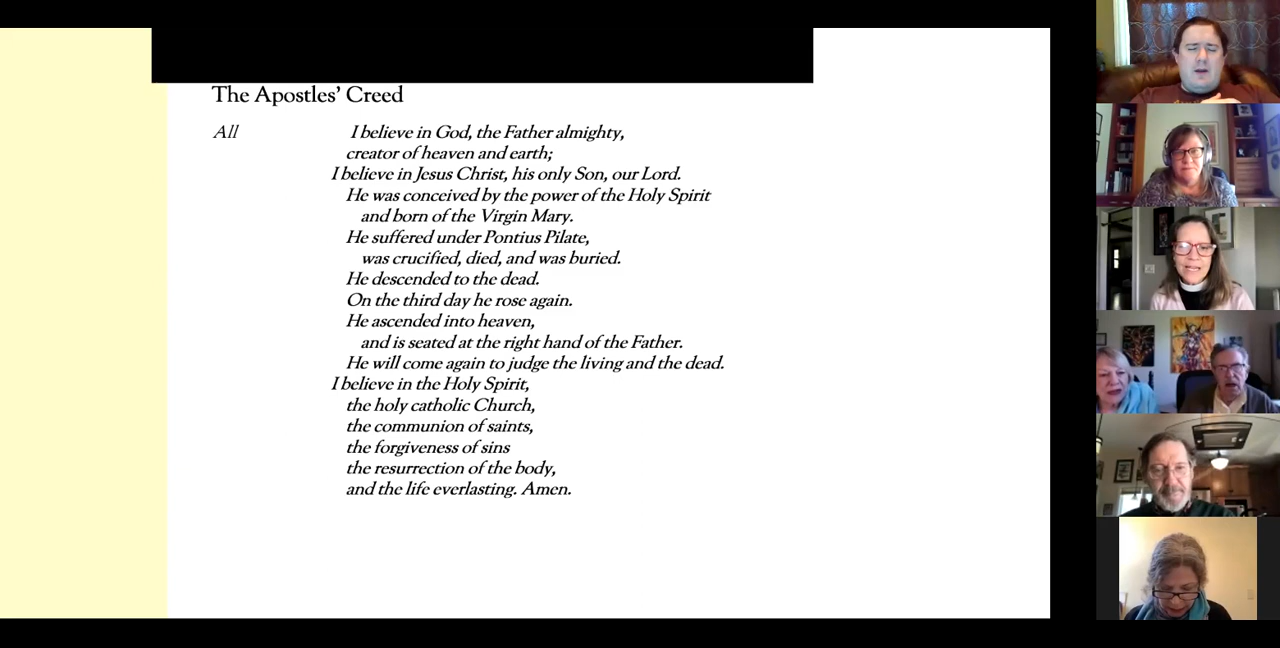 The Apostles' Creed
All I believe in God, the Father almighty,
creator of heaven and earth;
I believe in Jesus Christ, his only Son, our Lord.
He was conceived by the power of the Holy Spirit
and born of the Virgin Mary.
He suffered under Pontius Pilate,
was crucified, died, and was buried.
He descended to the dead.
On the third day he rose again.
He ascended into heaven,
and is seated at the right hand of the Father.
He will come again to judge the living and the dead.
I believe in the Holy Spirit,
the holy catholic Church,
the communion of saints,
the forgiveness of sins
the resurrection of the body,
and the life everlasting. Amen.